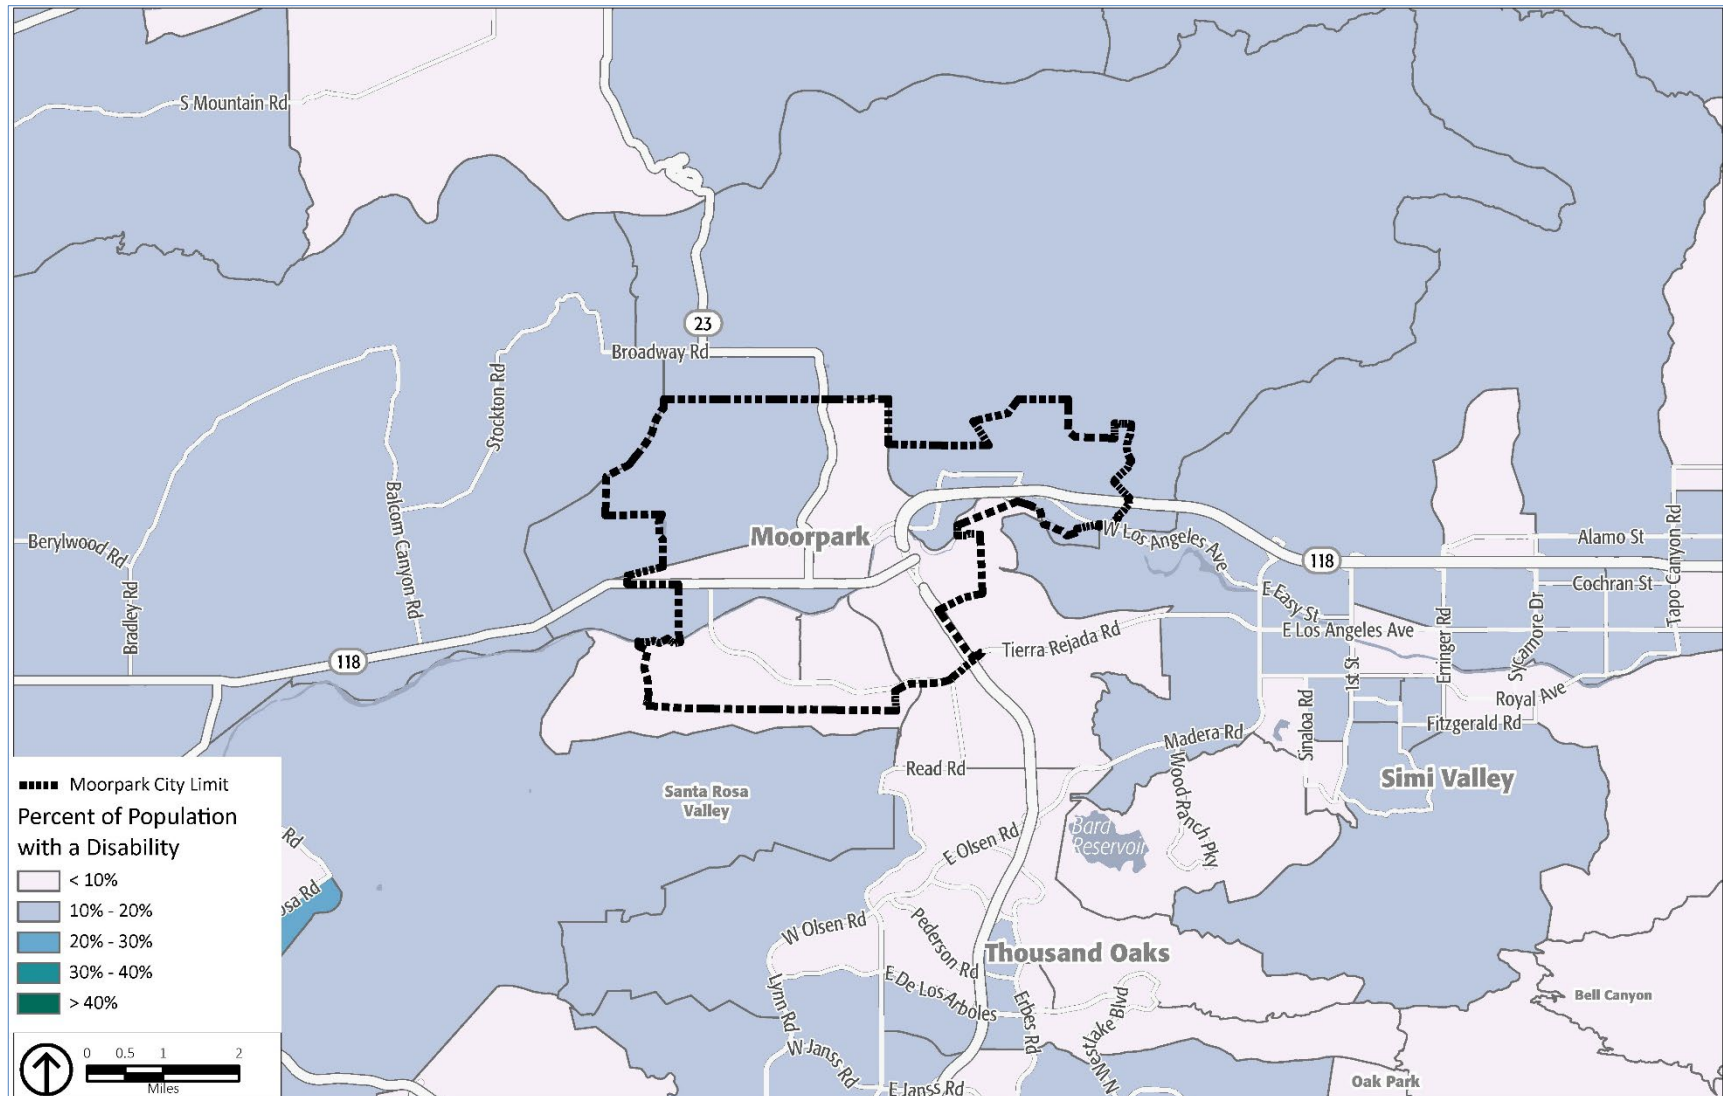 S Mountain Rd
23
Broadway Rd
Stockton Rd
Balcom Canyon Rd
Berylwood Rd
Bradley Rd
Moorpark
118
W Los Angeles Ave
118
Alamo St
Tapo Canyon Rd
Cochran St
E Easy St
E Los Angeles Ave
Erringer Rd
Sycamore Dr
1st St
Tierra Rejada Rd
Royal Ave
Fitzgerald Rd
Sinaloa Rd
Madera Rd
Wood Ranch Pky
Simi Valley
Read Rd
Santa Rosa
Valley
Bard
Reservoir
E Olsen Rd
W Olsen Rd
Pederson Rd
Thousand Oaks
E De Los Arboles
Erbes Rd
N Westlake Blvd
Lynn Rd
W Janss Rd
E Janss Rd
Bell Canyon
Oak Park
Rd
osa Rd
Moorpark City Limit
Percent of Population
with a Disability
< 10%
10% - 20%
20% - 30%
30% - 40%
> 40%
0 0.5 1 2
Miles